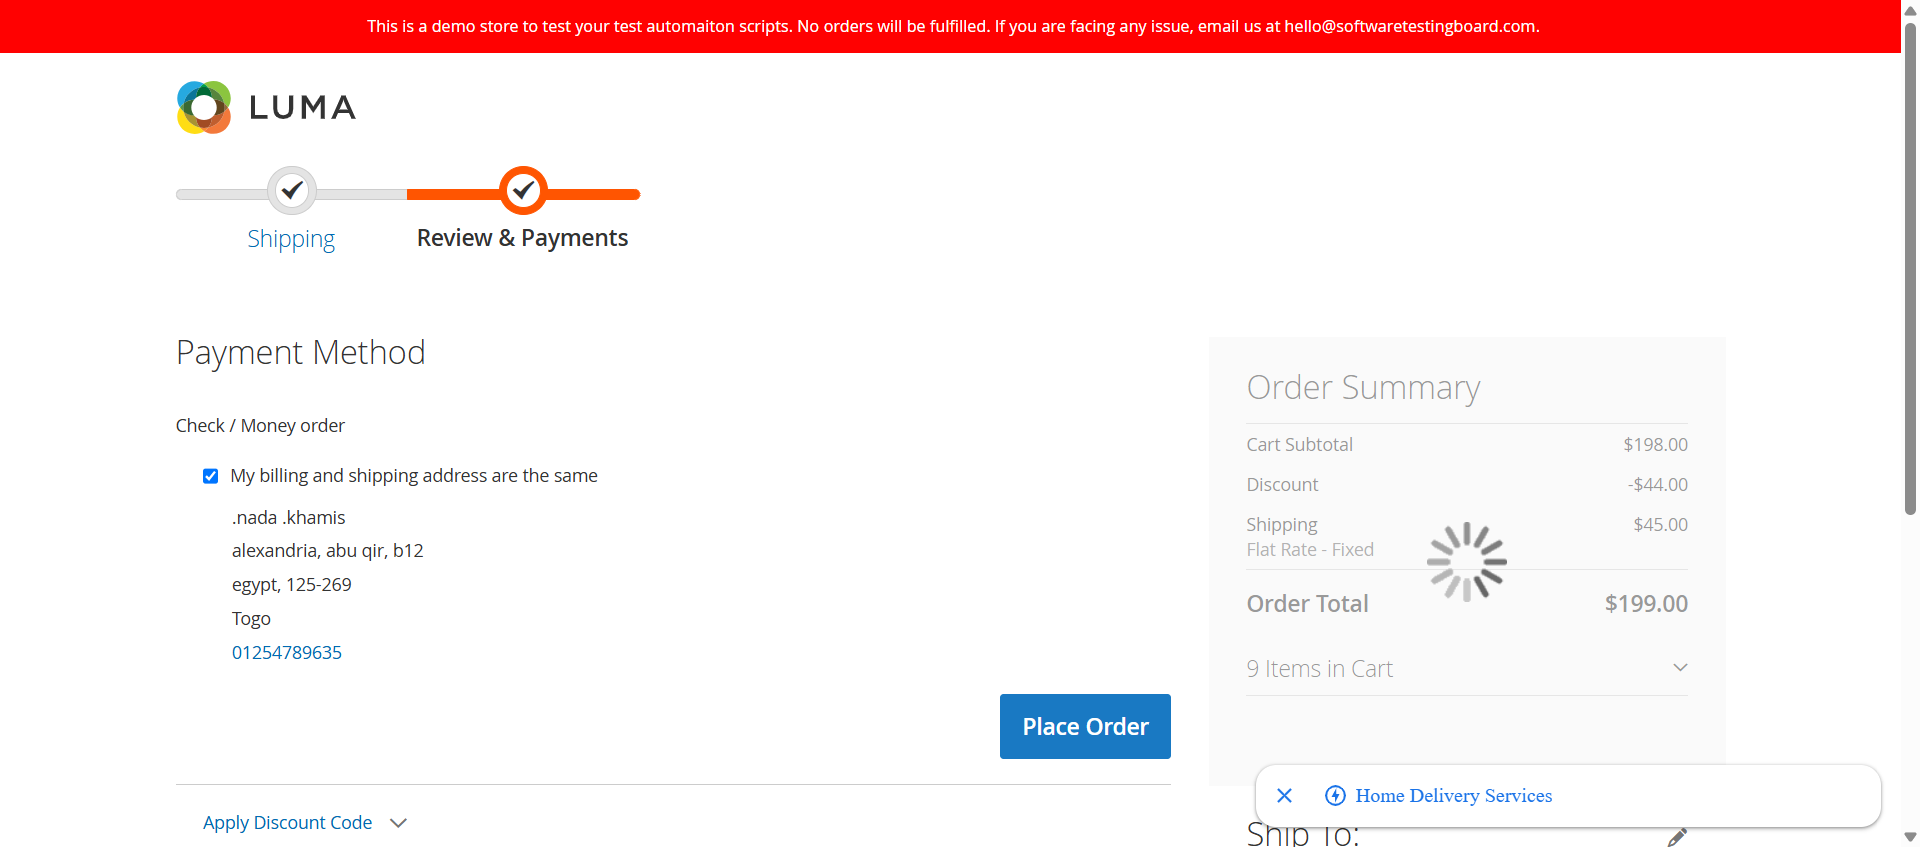 This is a demo store to test your test automaiton scripts. No orders will be fulfilled. If you are facing any issue, email us at hello@softwaretestingboard.com.
LUMA
Shipping
Review & Payments
Payment Method
Check / Money order
My billing and shipping address are the same
.nada .khamis
alexandria, abu qir, b12
egypt, 125-269
Togo
01254789635
Place Order
Apply Discount Code
Order Summary
Cart Subtotal $198.00
Discount -$44.00
Shipping $45.00
Flat Rate - Fixed
Order Total $199.00
9 Items in Cart
Home Delivery Services
Ship To: